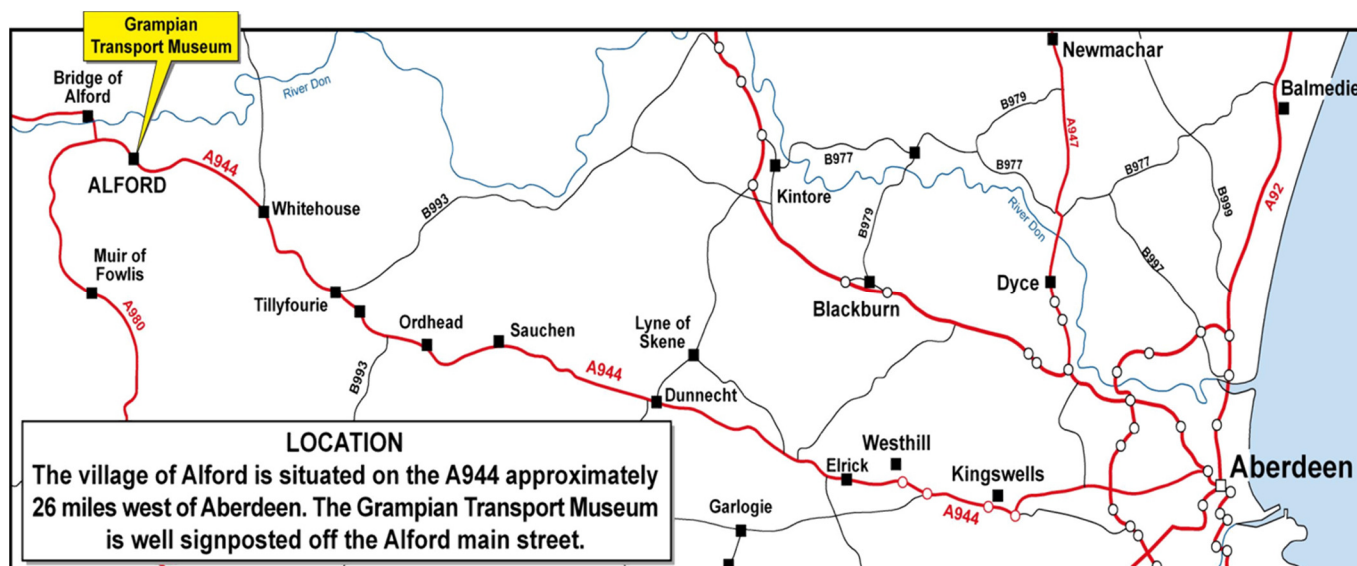 Grampian
Transport Museum
Bridge of
Alford
River Don
Newmachar
Balmedie
B979
A947
B977
B977
B977
A944
ALFORD
Kintore
Whitehouse
B993
B979
River Don
B999
A92
Muir of
Fowlis
B997
Tillyfourie
Dyce
A980
Blackburn
Ordhead
Sauchen
Lyne of
Skene
B993
A944
Dunnecht
LOCATION
The village of Alford is situated on the A944 approximately
26 miles west of Aberdeen. The Grampian Transport Museum
is well signposted off the Alford main street.
Westhill
Elrick
Kingswells
Aberdeen
Garlogie
A944